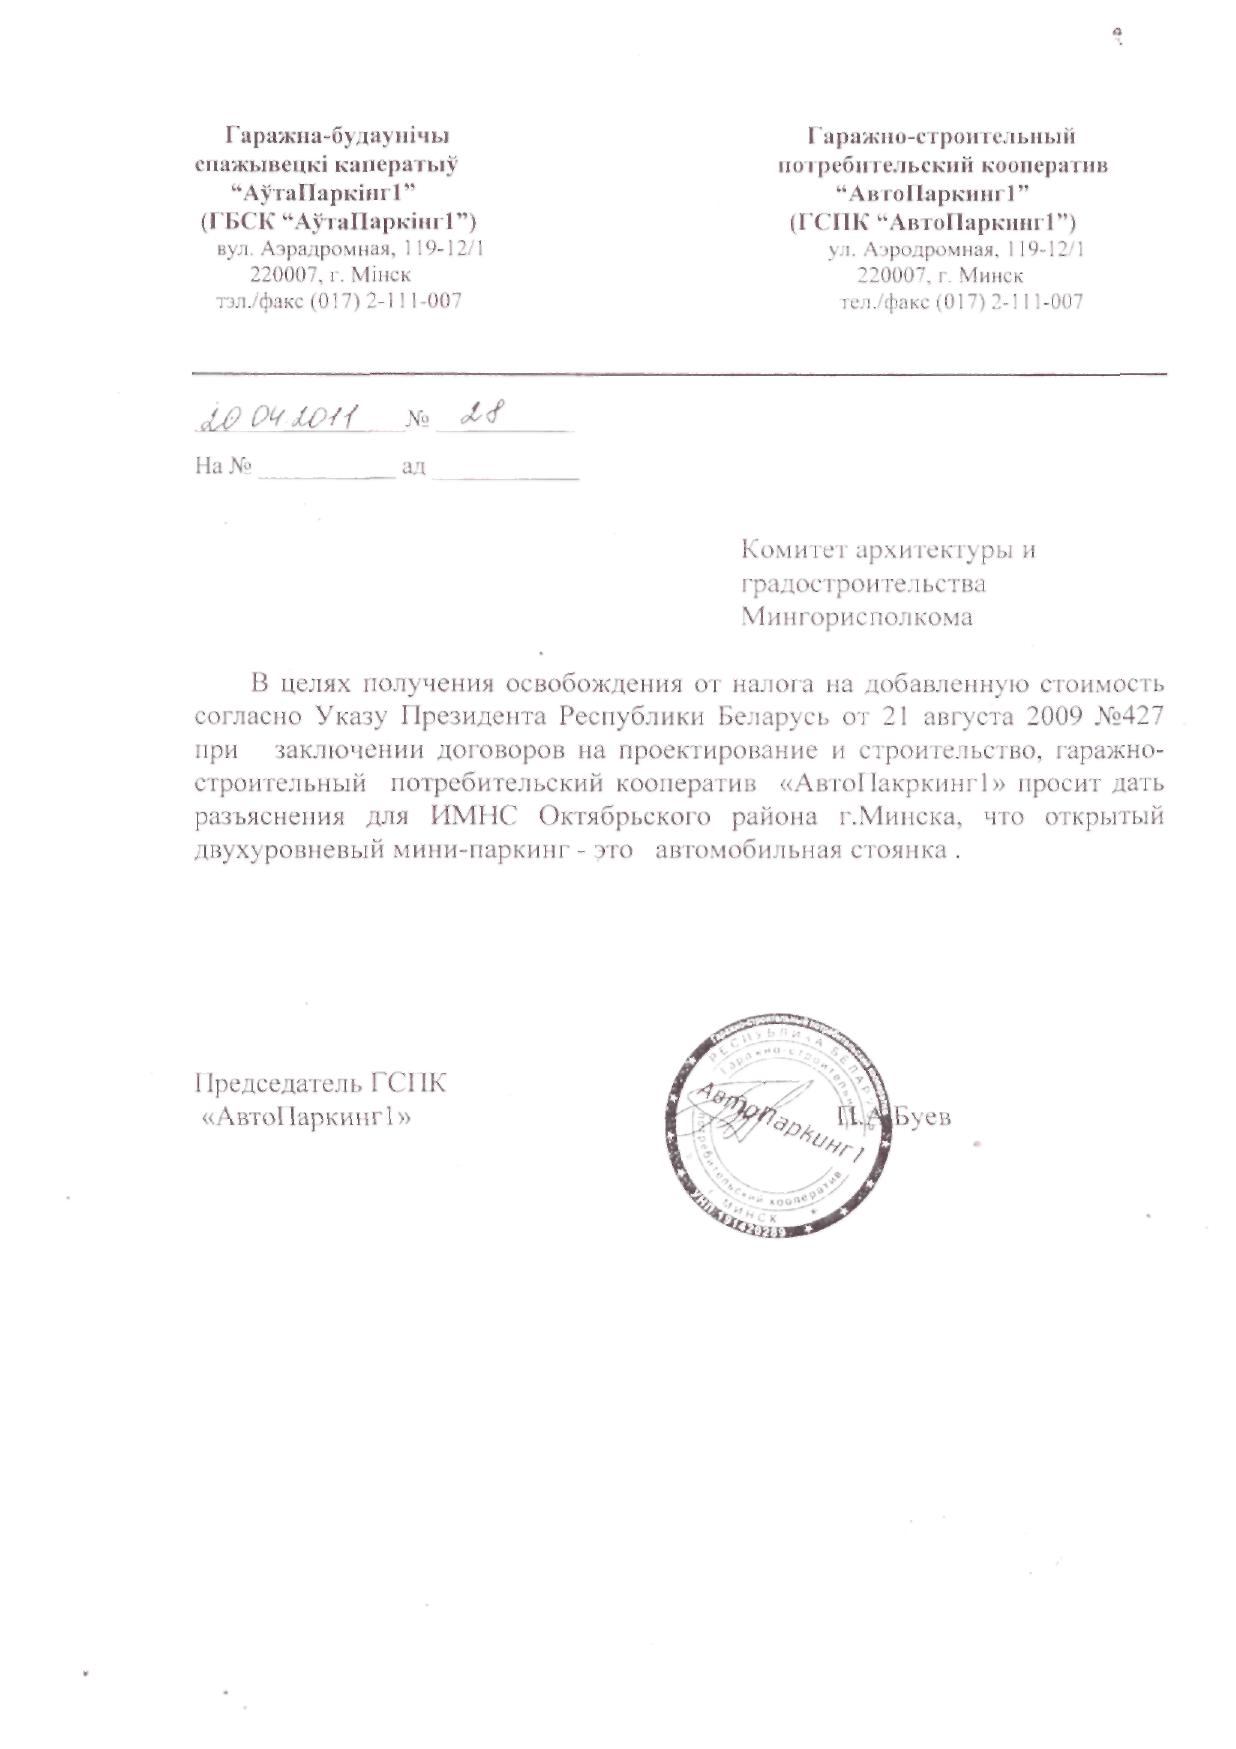 Гаражна-будаунічы
спажывецкі каператыў
“АўтаПаркінг1”
(ГБСК “АўтаПаркінг1”)
вул. Аэрадромная, 119-12/1
220007, г. Мінск
тэл./факс (017) 2-111-007
Гаражно-строительный
потребительский кооператив
“АвтоПаркинг1”
(ГСПК “АвтоПаркинг1”)
ул. Аэродромная, 119-12/1
220007, г. Минск
тел./факс (017) 2-111-007
20 04 2011 № 28
На № ___________ ад ____________
Комитет архитектуры и
градостроительства
Мингорисполкома
В целях получения освобождения от налога на добавленную стоимость
согласно Указу Президента Республики Беларусь от 21 августа 2009 №427
при заключении договоров на проектирование и строительство, гаражно-
строительный потребительский кооператив «АвтоПакркинг1» просит дать
разъяснения для ИМНС Октябрьского района г.Минска, что открытый
двухуровневый мини-паркинг - это автомобильная стоянка .
Председатель ГСПК
«АвтоПаркинг1»
П.А Буев
РЕСПУБЛИКА БЕЛАРУСЬ
Гаражно-строительный
потребительский кооператив
АвтоПаркинг1
г. МИНСК
УНП 191420289